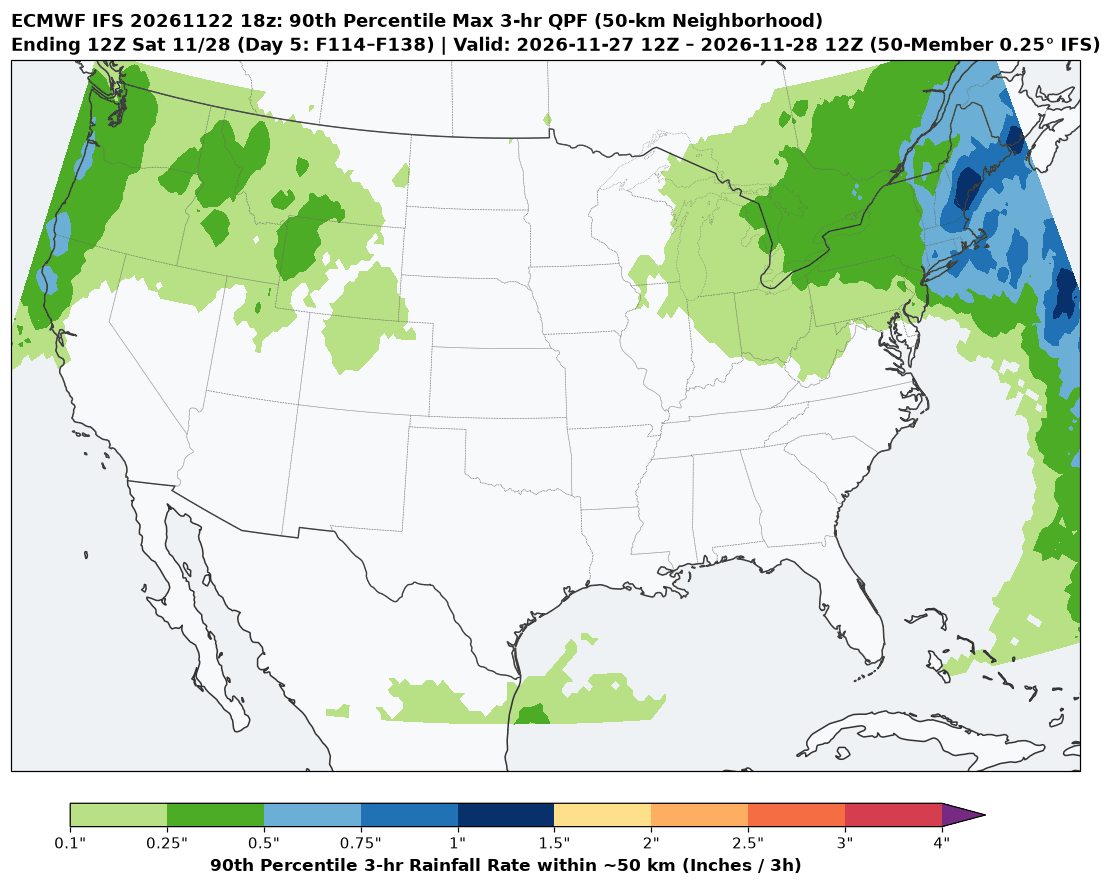 ECMWF IFS 20261122 18z: 90th Percentile Max 3-hr QPF (50-km Neighborhood)
Ending 12Z Sat 11/28 (Day 5: F114–F138) | Valid: 2026-11-27 12Z – 2026-11-28 12Z (50-Member 0.25° IFS)
0.1" 0.25" 0.5" 0.75" 1" 1.5" 2" 2.5" 3" 4"
90th Percentile 3-hr Rainfall Rate within ~50 km (Inches / 3h)